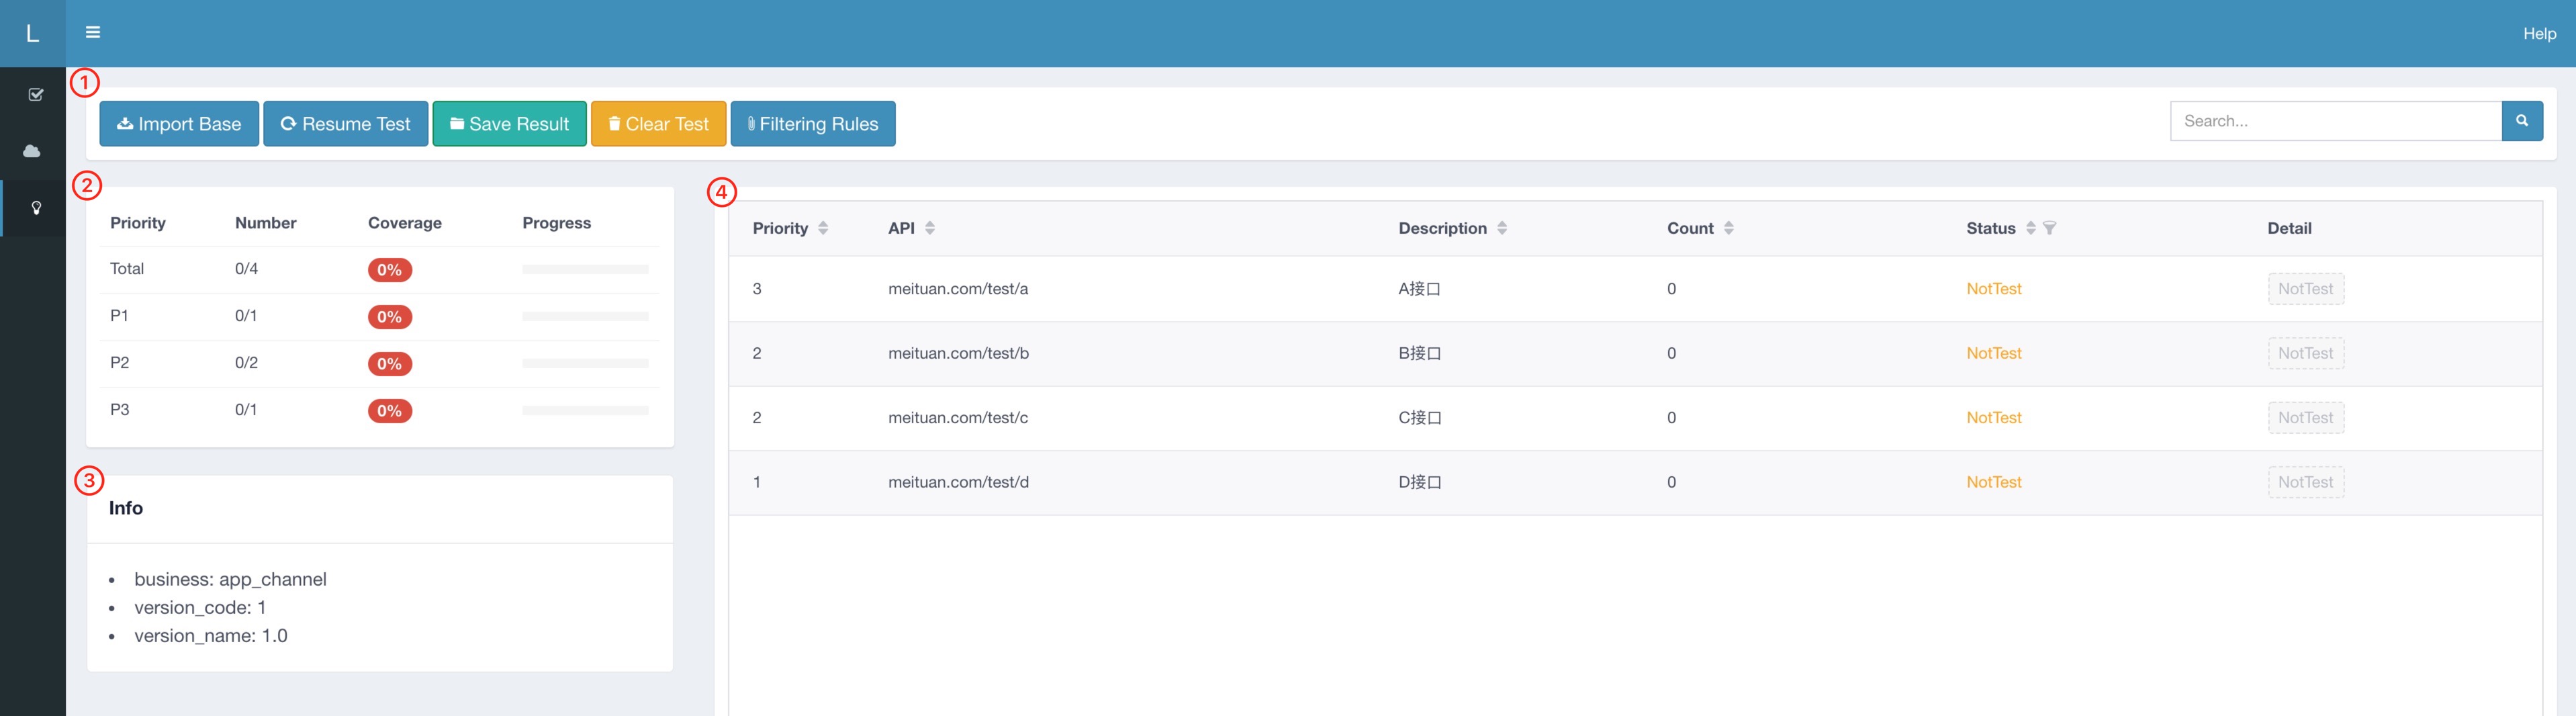 L
Help
1
Import Base Resume Test Save Result Clear Test Filtering Rules Search...
2
Priority Number Coverage Progress
Total 0/4 0%
P1 0/1 0%
P2 0/2 0%
P3 0/1 0%
3
Info
business: app_channel
version_code: 1
version_name: 1.0
4
Priority API Description Count Status Detail
3 meituan.com/test/a A接口 0 NotTest NotTest
2 meituan.com/test/b B接口 0 NotTest NotTest
2 meituan.com/test/c C接口 0 NotTest NotTest
1 meituan.com/test/d D接口 0 NotTest NotTest